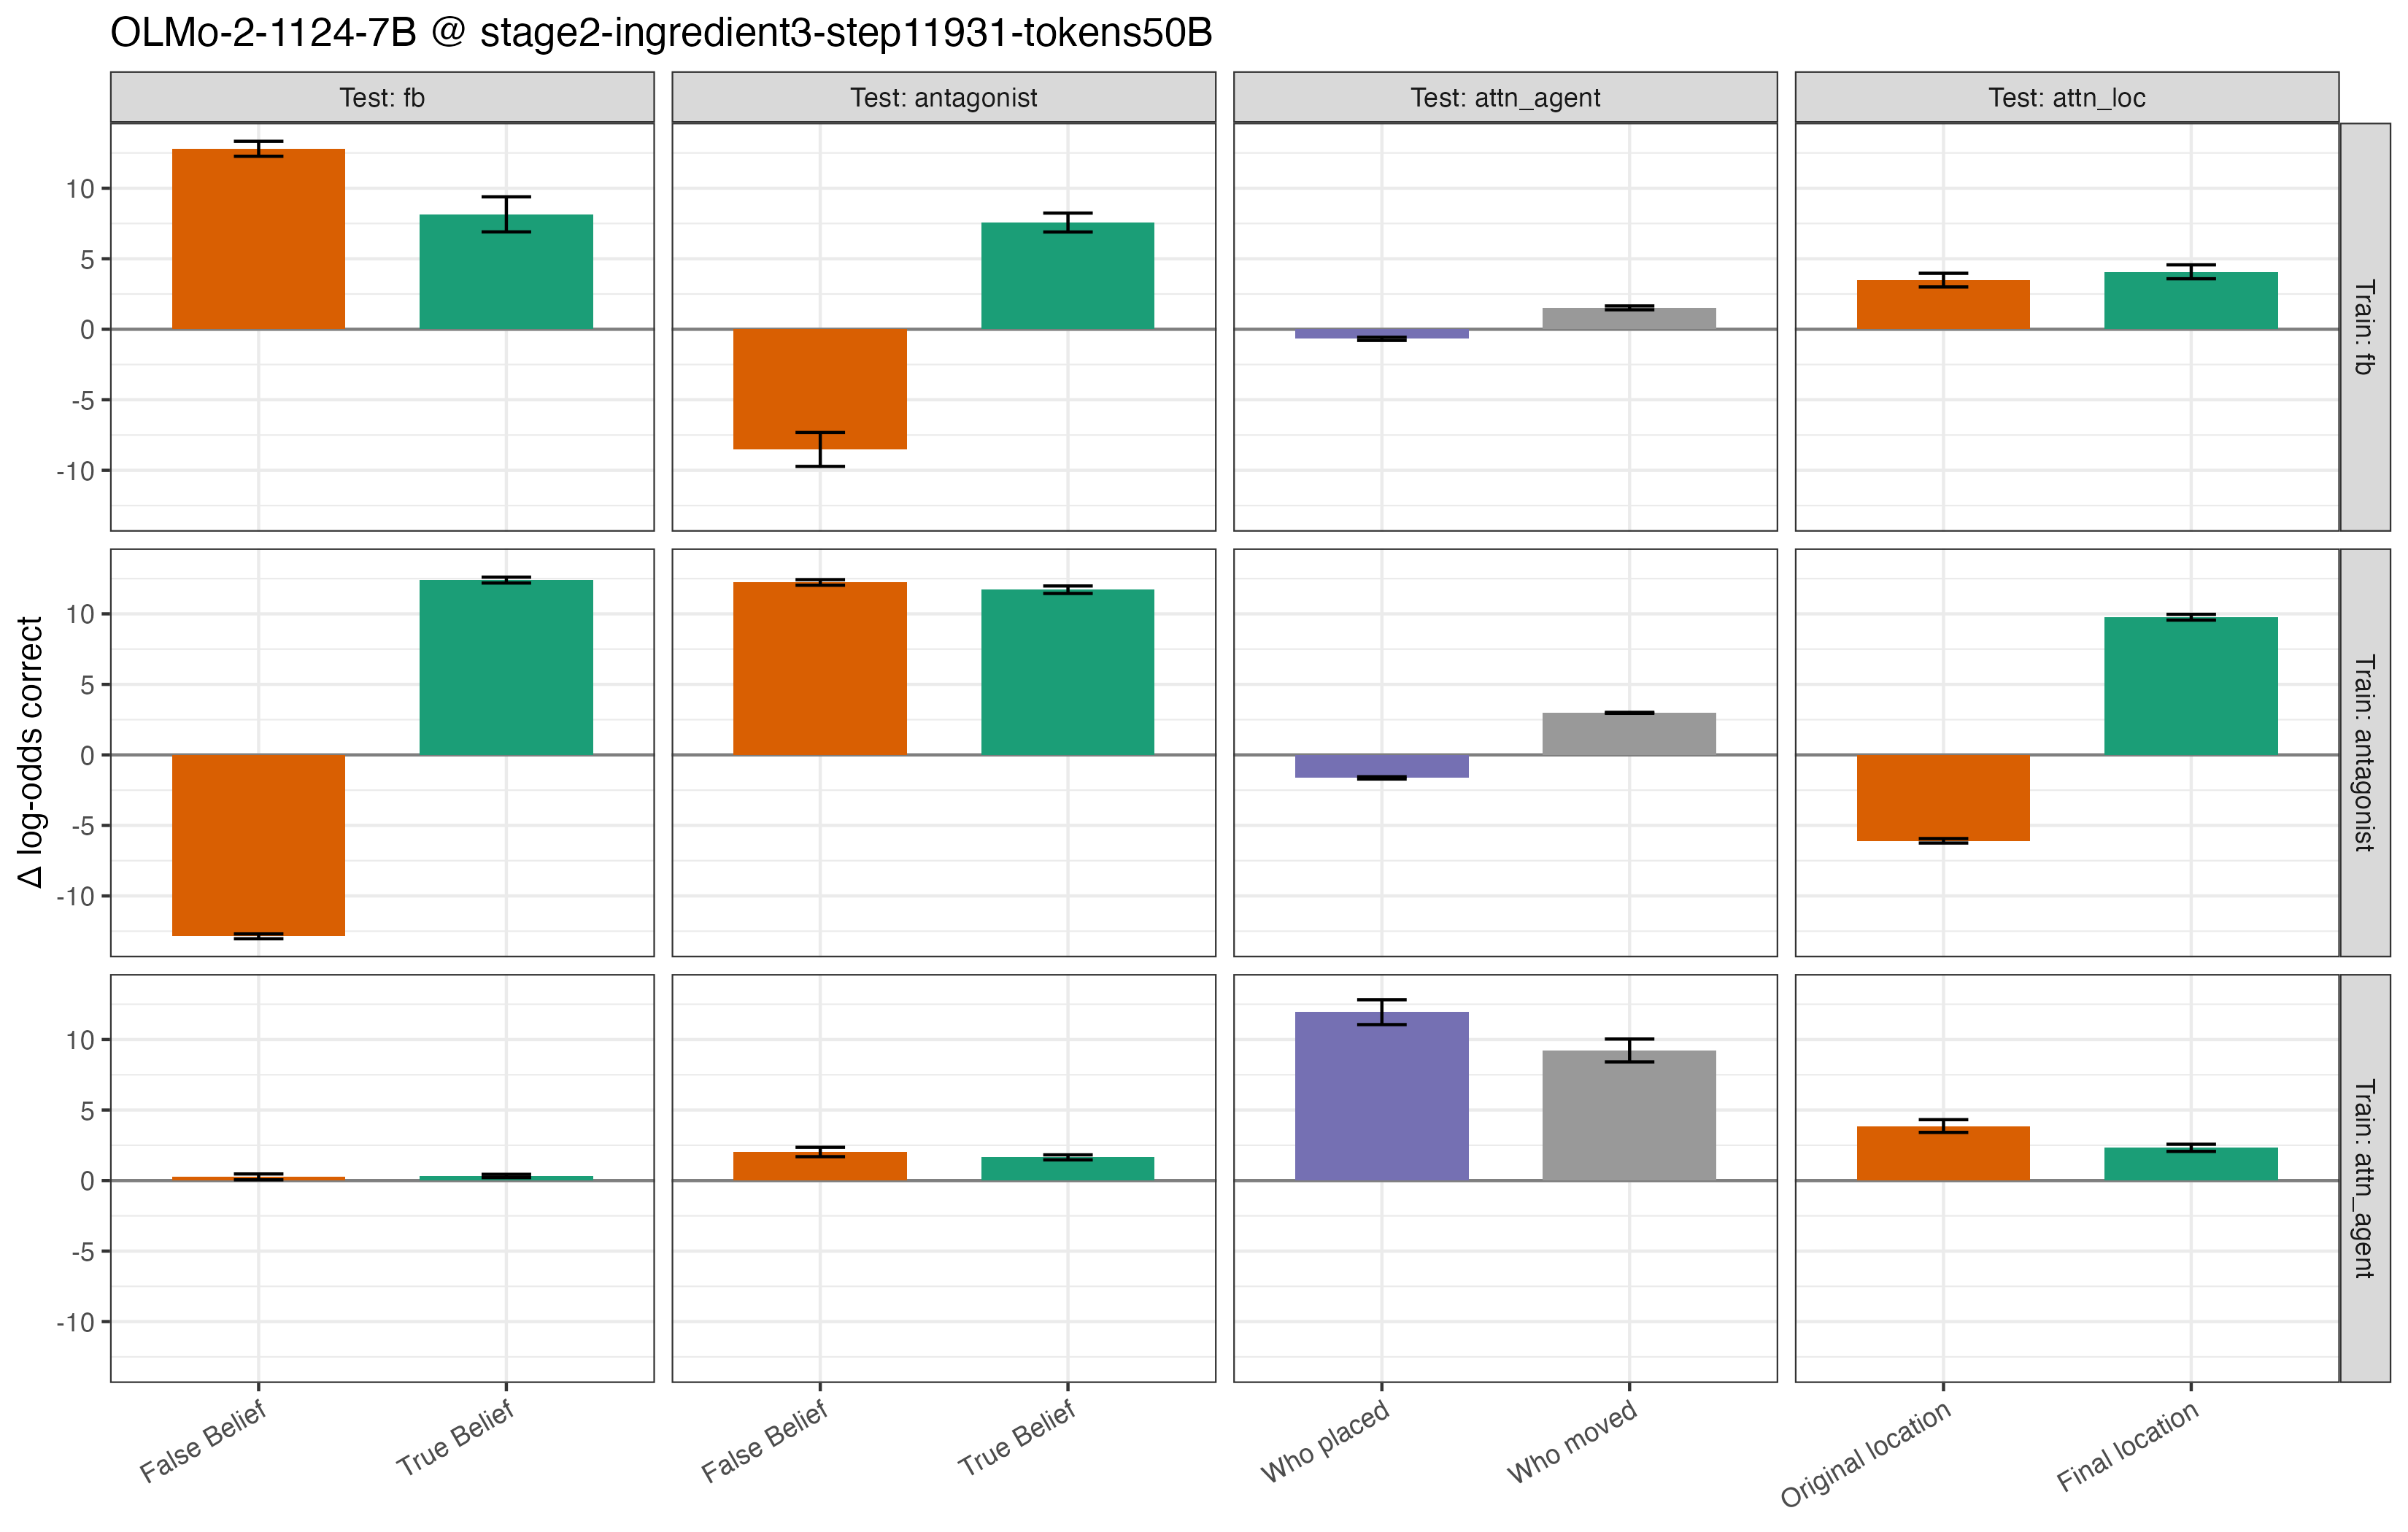 OLMo-2-1124-7B @ stage2-ingredient3-step11931-tokens50B
Test: fb
Test: antagonist
Test: attn_agent
Test: attn_loc
Δ log-odds correct
10
5
0
-5
-10
Train: fb
10
5
0
-5
-10
Train: antagonist
10
5
0
-5
-10
Train: attn_agent
False Belief
True Belief
False Belief
True Belief
Who placed
Who moved
Original location
Final location